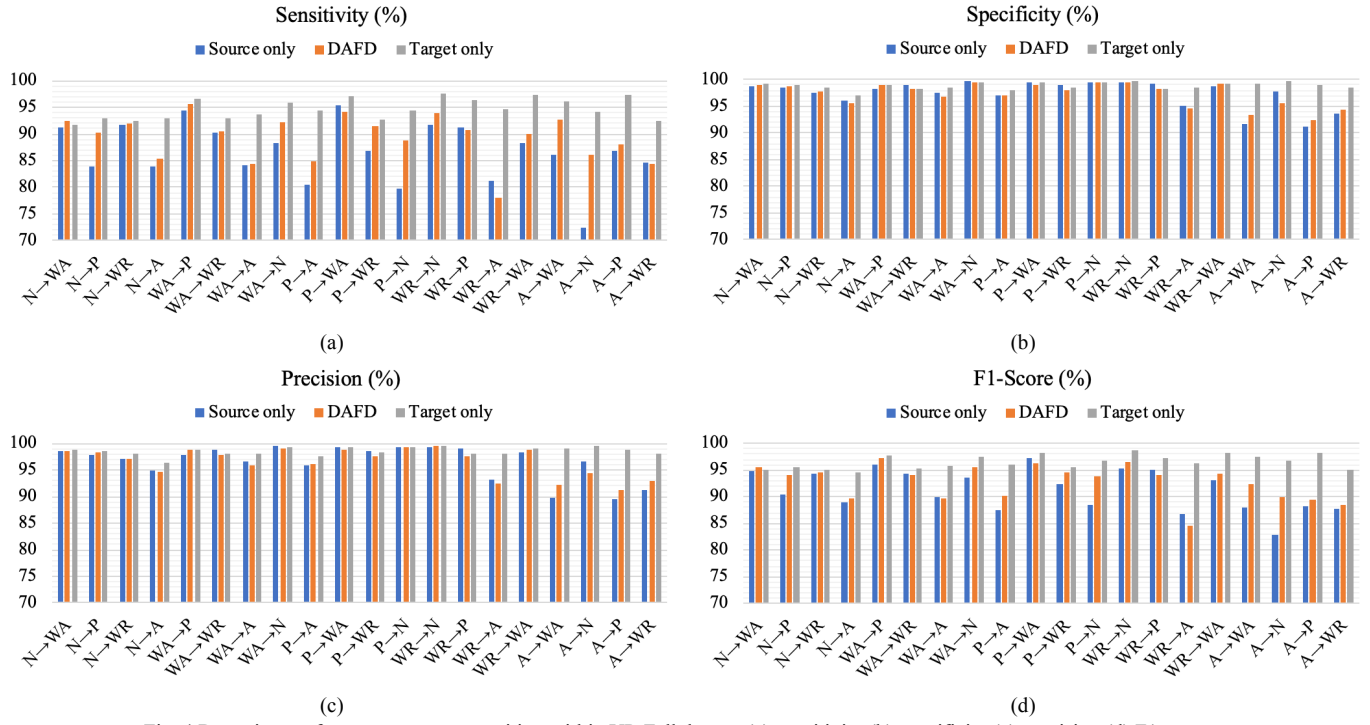 Sensitivity (%)
Source only DAFD Target only
100
95
90
85
80
75
70
N→WA N→P N→WR N→A WA→P WA→WR WA→A WA→N P→A P→WA P→WR P→N WR→N WR→P WR→A WR→WA A→WA A→N A→P A→WR
(a)
Specificity (%)
Source only DAFD Target only
100
95
90
85
80
75
70
N→WA N→P N→WR N→A WA→P WA→WR WA→A WA→N P→A P→WA P→WR P→N WR→N WR→P WR→A WR→WA A→WA A→N A→P A→WR
(b)
Precision (%)
Source only DAFD Target only
100
95
90
85
80
75
70
N→WA N→P N→WR N→A WA→P WA→WR WA→A WA→N P→A P→WA P→WR P→N WR→N WR→P WR→A WR→WA A→WA A→N A→P A→WR
(c)
F1-Score (%)
Source only DAFD Target only
100
95
90
85
80
75
70
N→WA N→P N→WR N→A WA→P WA→WR WA→A WA→N P→A P→WA P→WR P→N WR→N WR→P WR→A WR→WA A→WA A→N A→P A→WR
(d)